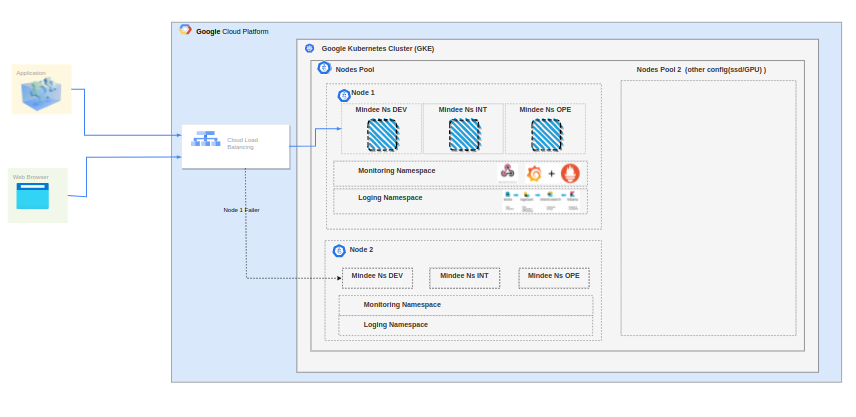 Google Cloud Platform
Google Kubernetes Cluster (GKE)
Nodes Pool
Nodes Pool 2 (other config(ssd/GPU) )
Application
Node 1
Mindee Ns DEV
Mindee Ns INT
Mindee Ns OPE
Cloud Load
Balancing
Monitoring Namespace
+
Web Browser
Loging Namespace
Node 1 Failer
Node 2
Mindee Ns DEV
Mindee Ns INT
Mindee Ns OPE
Monitoring Namespace
Loging Namespace